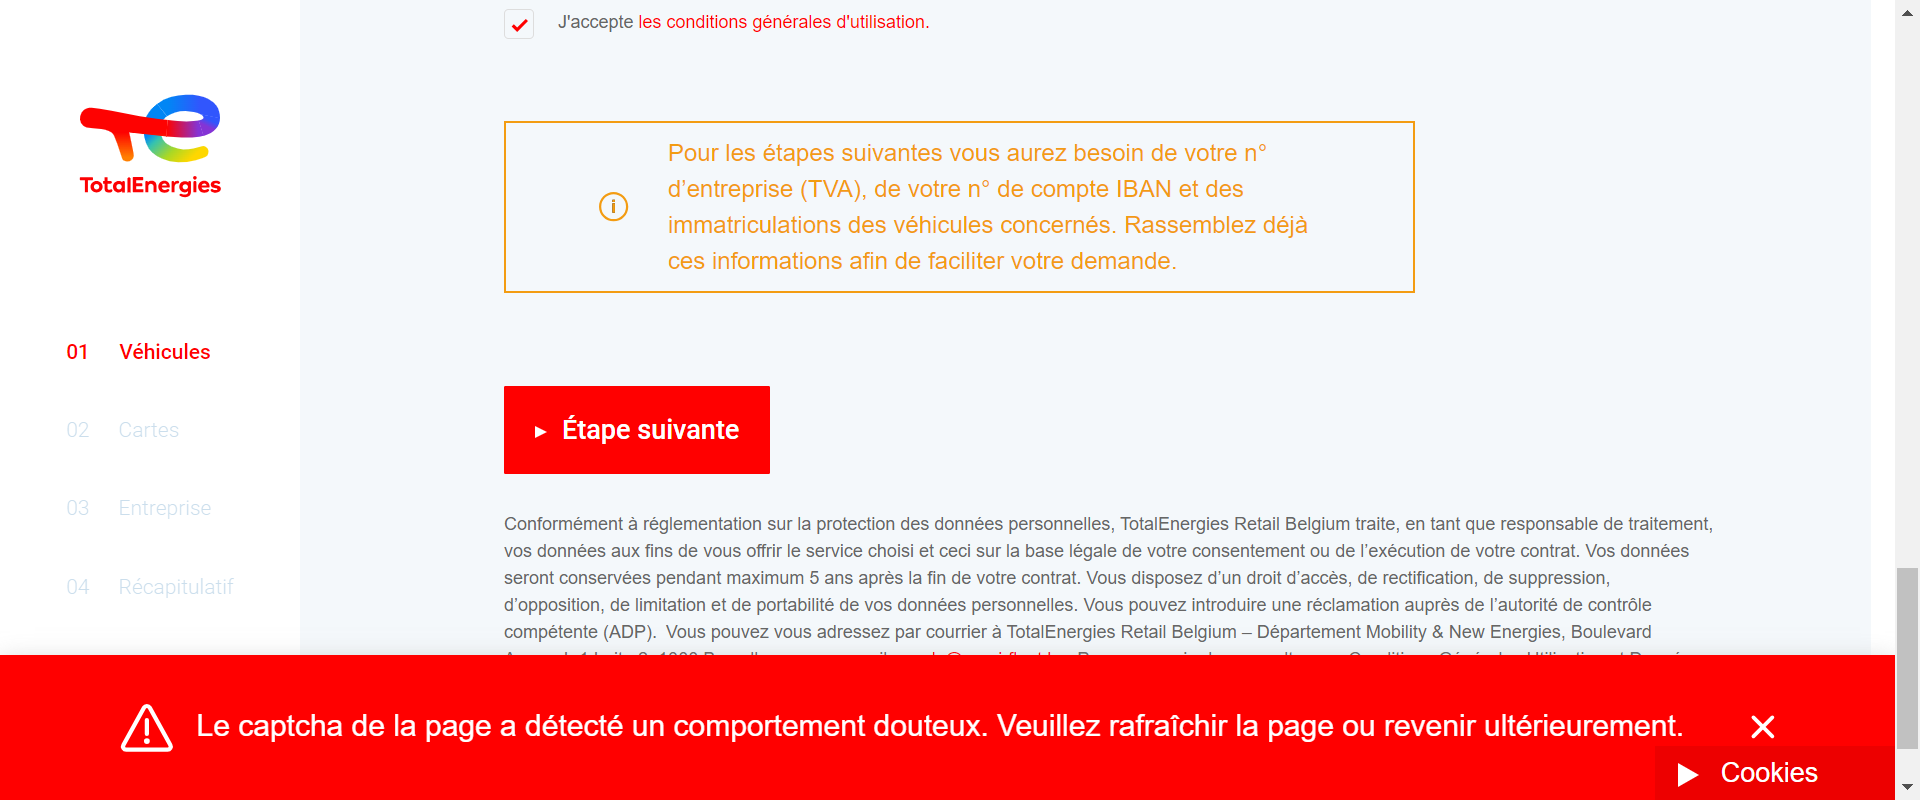 J'accepte les conditions générales d'utilisation.
TotalEnergies
Pour les étapes suivantes vous aurez besoin de votre n°
d’entreprise (TVA), de votre n° de compte IBAN et des
immatriculations des véhicules concernés. Rassemblez déjà
ces informations afin de faciliter votre demande.
01 Véhicules
02 Cartes
03 Entreprise
04 Récapitulatif
Étape suivante
Conformément à réglementation sur la protection des données personnelles, TotalEnergies Retail Belgium traite, en tant que responsable de traitement,
vos données aux fins de vous offrir le service choisi et ceci sur la base légale de votre consentement ou de l’exécution de votre contrat. Vos données
seront conservées pendant maximum 5 ans après la fin de votre contrat. Vous disposez d’un droit d’accès, de rectification, de suppression,
d’opposition, de limitation et de portabilité de vos données personnelles. Vous pouvez introduire une réclamation auprès de l’autorité de contrôle
compétente (ADP). Vous pouvez vous adressez par courrier à TotalEnergies Retail Belgium – Département Mobility & New Energies, Boulevard
Le captcha de la page a détecté un comportement douteux. Veuillez rafraîchir la page ou revenir ultérieurement.
Cookies